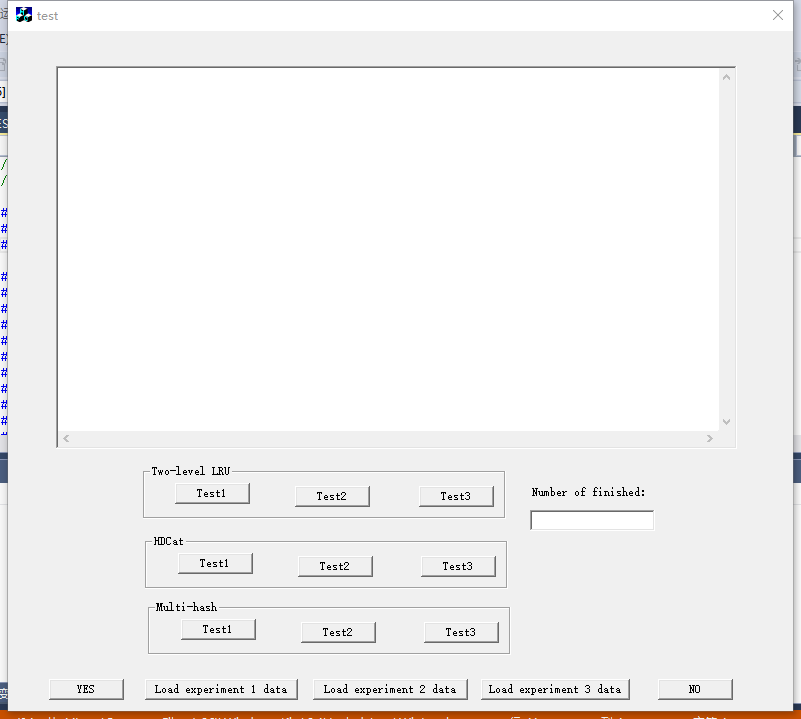 test
Two-level LRU
Test1 Test2 Test3
Number of finished:
HDCat
Test1 Test2 Test3
Multi-hash
Test1 Test2 Test3
YES Load experiment 1 data Load experiment 2 data Load experiment 3 data NO